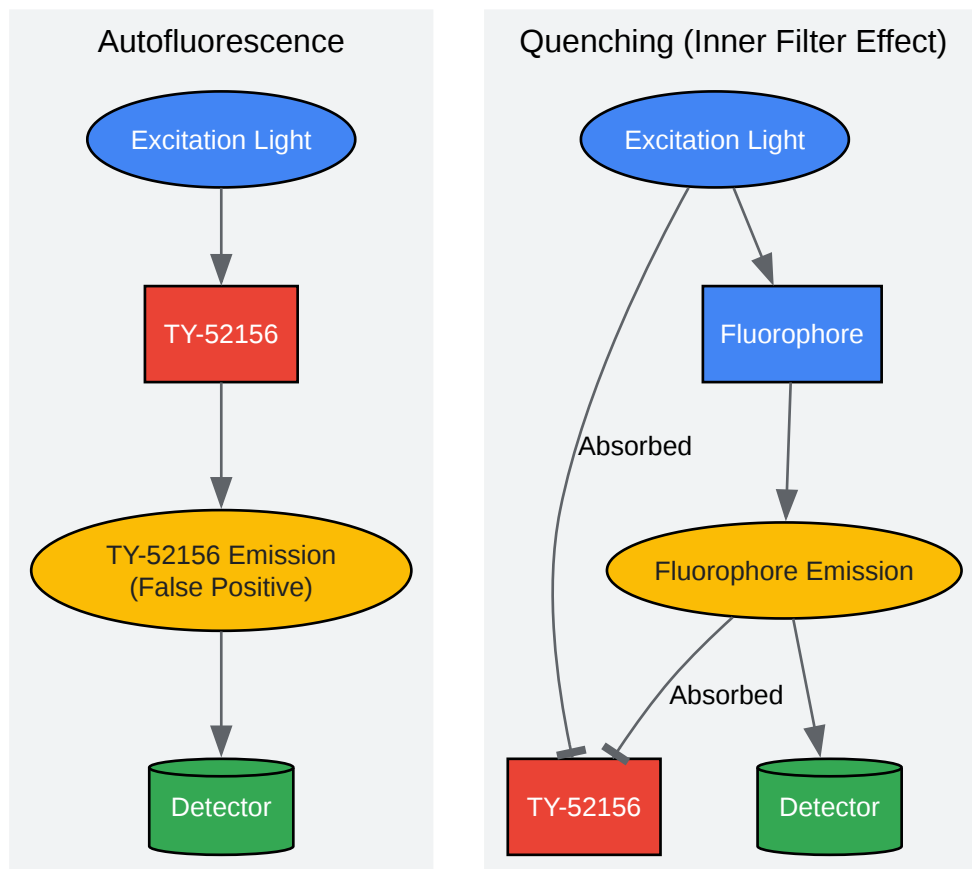 Autofluorescence
Excitation Light
TY-52156
TY-52156 Emission
(False Positive)
Detector
Quenching (Inner Filter Effect)
Excitation Light
Fluorophore
Absorbed
Fluorophore Emission
Absorbed
TY-52156
Detector